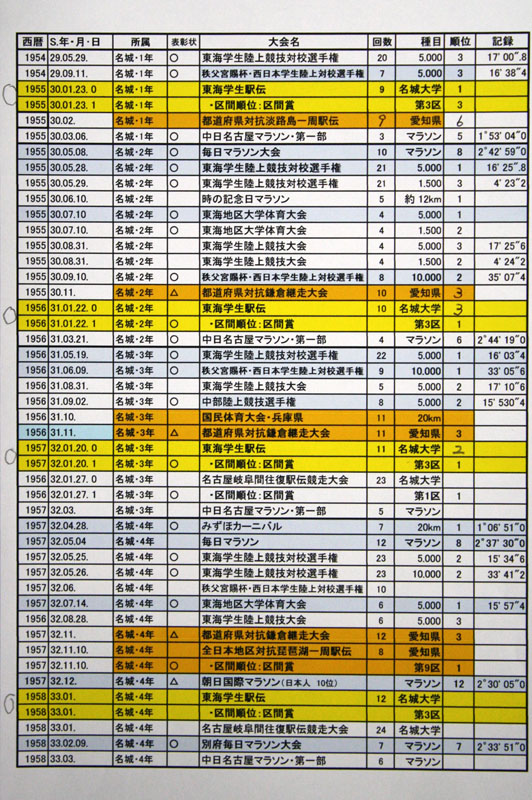 西暦 S.年・月・日 所属 表彰状 大会名 回数 種目 順位 記録
1954 29.05.29. 名城・1年 ○ 東海学生陸上競技対校選手権 20 5.000 3 17' 00".8
1954 29.09.11. 名城・1年 ○ 秩父宮賜杯・西日本学生陸上対校選手権 7 5.000 3 16' 38"4
1955 30.01.23. 0 名城・1年 東海学生駅伝 9 名城大学 1
1955 30.01.23. 1 名城・1年 ・区間順位:区間賞 第3区 3
1955 30.02. 名城・1年 都道府県対抗淡路島一周駅伝 9 愛知県 6
1955 30.03.06. 名城・1年 ○ 中日名古屋マラソン・第一部 3 マラソン 5 1°53'04"0
1955 30.05.08. 名城・2年 ○ 毎日マラソン大会 10 マラソン 8 2°42'59"0
1955 30.05.28. 名城・2年 ○ 東海学生陸上競技対校選手権 21 5.000 1 16' 25".8
1955 30.05.29. 名城・2年 ○ 東海学生陸上競技対校選手権 21 1.500 3 4' 23"2
1955 30.06.10. 名城・2年 時の記念日マラソン 5 約12km 1
1955 30.07.10 名城・2年 ○ 東海地区大学体育大会 4 5.000 1
1955 30.07.10. 名城・2年 ○ 東海地区大学体育大会 4 1.500 2
1955 30.08.31. 名城・2年 東海学生陸上競技大会 4 5.000 3 17' 25"6
1955 30.08.31. 名城・2年 東海学生陸上競技大会 4 1.500 2 4' 24"2
1955 30.09.10. 名城・2年 ○ 秩父宮賜杯・西日本学生陸上対校選手権 8 10.000 2 35' 07"4
1955 30.11. 名城・2年 △ 都道府県対抗鎌倉継走大会 10 愛知県 3
1956 31.01.22. 0 名城・2年 東海学生駅伝 10 名城大学 3
1956 31.01.22. 1 名城・2年 ○ ・区間順位:区間賞 第3区 1
1956 31.03.21. 名城・2年 ○ 中日名古屋マラソン・第一部 4 マラソン 6 2°44'19"0
1956 31.05.19. 名城・3年 ○ 東海学生陸上競技対校選手権 22 5.000 1 16' 03"4
1956 31.06.09. 名城・3年 ○ 秩父宮賜杯・西日本学生陸上対校選手権 9 10.000 1 33' 05"6
1956 31.08.31. 名城・3年 東海学生陸上競技大会 5 5.000 2 17' 10"6
1956 31.09.02. 名城・3年 ○ 中部陸上競技選手権 8 5.000 2 15' 530"4
1956 31.10. 名城・3年 国民体育大会・兵庫県 11 20km
1956 31.11. 名城・3年 △ 都道府県対抗鎌倉継走大会 11 愛知県 3
1957 32.01.20. 0 名城・3年 東海学生駅伝 11 名城大学 2
1957 32.01.20. 1 名城・3年 ○ ・区間順位:区間賞 第3区 1
1956 32.01.27. 0 名城・3年 名古屋岐阜間往復駅伝競走大会 23 名城大学
1956 32.01.27. 1 名城・3年 ○ ・区間順位:区間賞 第1区 1
1957 32.03. 名城・3年 中日名古屋マラソン・第一部 5 マラソン
1957 32.04.28. 名城・4年 ○ みずほカーニバル 7 20km 1 1°06'51"0
1957 32.05.04 名城・4年 毎日マラソン 12 マラソン 8 2°37'30"0
1957 32.05.25. 名城・4年 ○ 東海学生陸上競技対校選手権 23 5.000 2 15' 34"6
1957 32.05.26. 名城・4年 ○ 東海学生陸上競技対校選手権 23 10.000 2 33' 41"2
1957 32.06. 名城・4年 秩父宮賜杯・西日本学生陸上対校選手権 10
1957 32.07.14. 名城・4年 ○ 東海地区大学体育大会 6 5.000 1 15' 57"4
1956 32.08.28. 名城・4年 東海学生陸上競技大会 6 5.000 3
1957 32.11. 名城・4年 △ 都道府県対抗鎌倉継走大会 12 愛知県 3
1957 32.11.10. 名城・4年 全日本地区対抗琵琶湖一周駅伝 8 愛知県
1957 32.11.10. 名城・4年 ○ ・区間順位:区間賞 第9区 1
1957 32.12. 名城・4年 △ 朝日国際マラソン(日本人 10位) マラソン 12 2°30'05"0
1958 33.01. 名城・4年 東海学生駅伝 12 名城大学
1958 33.01. 名城・4年 ・区間順位:区間賞 第3区
1958 33.01. 名城・4年 名古屋岐阜間往復駅伝競走大会 24 名城大学
1958 33.02.09. 名城・4年 ○ 別府毎日マラソン大会 7 マラソン 7 2°33'51"0
1958 33.03. 名城・4年 中日名古屋マラソン・第一部 6 マラソン